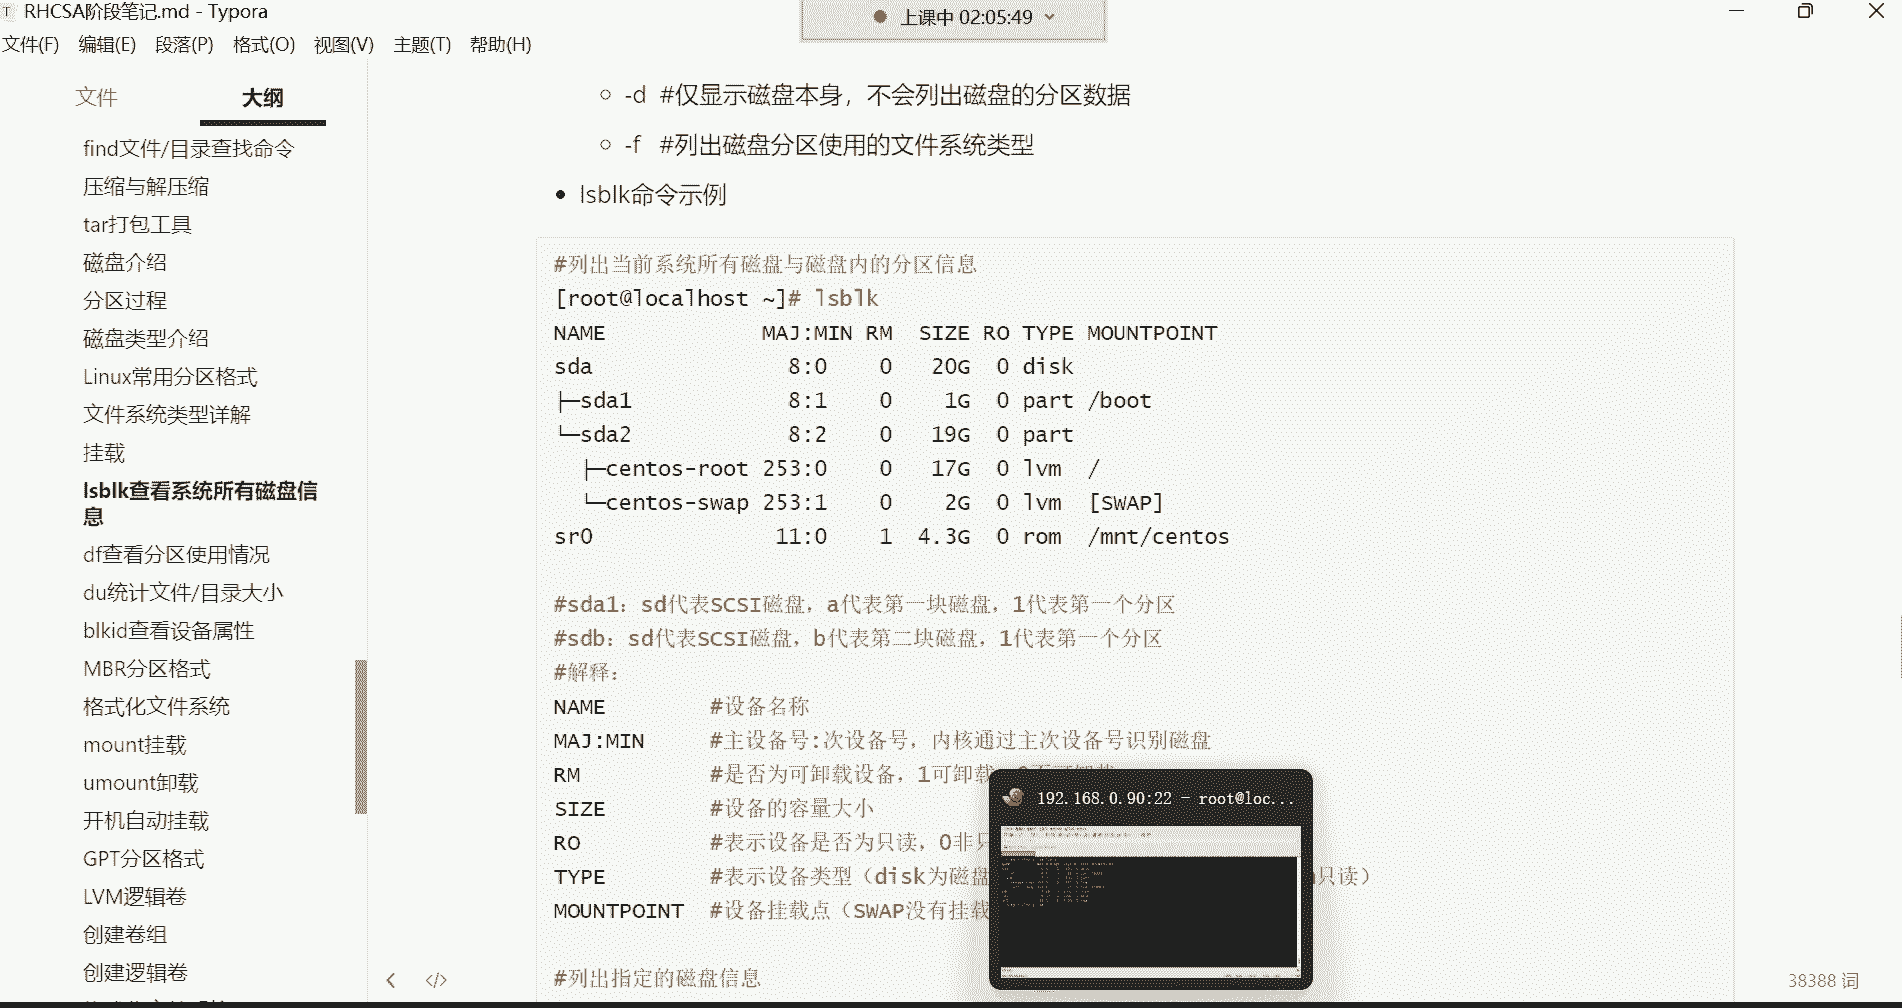 RHCSA阶段笔记.md - Typora
上课中 02:05:49
文件(F) 编辑(E) 段落(P) 格式(O) 视图(V) 主题(T) 帮助(H)
文件 大纲
find文件/目录查找命令
压缩与解压缩
tar打包工具
磁盘介绍
分区过程
磁盘类型介绍
Linux常用分区格式
文件系统类型详解
挂载
lsblk查看系统所有磁盘信
息
df查看分区使用情况
du统计文件/目录大小
blkid查看设备属性
MBR分区格式
格式化文件系统
mount挂载
umount卸载
开机自动挂载
GPT分区格式
LVM逻辑卷
创建卷组
创建逻辑卷
-d #仅显示磁盘本身，不会列出磁盘的分区数据
-f #列出磁盘分区使用的文件系统类型
lsblk命令示例
#列出当前系统所有磁盘与磁盘内的分区信息
[root@localhost ~]# lsblk
NAME MAJ:MIN RM SIZE RO TYPE MOUNTPOINT
sda 8:0 0 20G 0 disk
├─sda1 8:1 0 1G 0 part /boot
└─sda2 8:2 0 19G 0 part
├─centos-root 253:0 0 17G 0 lvm /
└─centos-swap 253:1 0 2G 0 lvm [SWAP]
sr0 11:0 1 4.3G 0 rom /mnt/centos
#sda1：sd代表SCSI磁盘，a代表第一块磁盘，1代表第一个分区
#sdb：sd代表SCSI磁盘，b代表第二块磁盘，1代表第一个分区
#解释：
NAME #设备名称
MAJ:MIN #主设备号:次设备号，内核通过主次设备号识别磁盘
RM #是否为可卸载设备，1可卸载
SIZE #设备的容量大小
RO #表示设备是否为只读，0非只
TYPE #表示设备类型（disk为磁盘 只读）
MOUNTPOINT #设备挂载点（SWAP没有挂载
#列出指定的磁盘信息
192.168.0.90:22 - root@loc...
38388 词